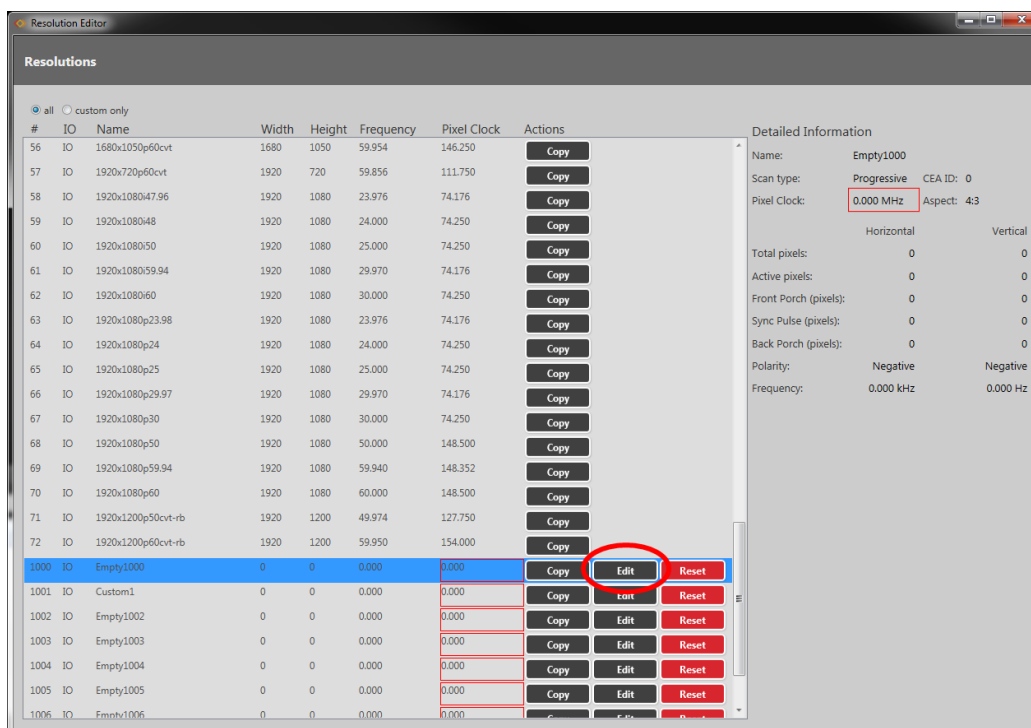 Resolution Editor
Resolutions
all custom only
# IO Name Width Height Frequency Pixel Clock Actions
56 IO 1680x1050p60cvt 1680 1050 59.954 146.250 Copy
57 IO 1920x720p60cvt 1920 720 59.856 111.750 Copy
58 IO 1920x1080i47.96 1920 1080 23.976 74.176 Copy
59 IO 1920x1080i48 1920 1080 24.000 74.250 Copy
60 IO 1920x1080i50 1920 1080 25.000 74.250 Copy
61 IO 1920x1080i59.94 1920 1080 29.970 74.176 Copy
62 IO 1920x1080i60 1920 1080 30.000 74.250 Copy
63 IO 1920x1080p23.98 1920 1080 23.976 74.176 Copy
64 IO 1920x1080p24 1920 1080 24.000 74.250 Copy
65 IO 1920x1080p25 1920 1080 25.000 74.250 Copy
66 IO 1920x1080p29.97 1920 1080 29.970 74.176 Copy
67 IO 1920x1080p30 1920 1080 30.000 74.250 Copy
68 IO 1920x1080p50 1920 1080 50.000 148.500 Copy
69 IO 1920x1080p59.94 1920 1080 59.940 148.352 Copy
70 IO 1920x1080p60 1920 1080 60.000 148.500 Copy
71 IO 1920x1200p50cvt-rb 1920 1200 49.974 127.750 Copy
72 IO 1920x1200p60cvt-rb 1920 1200 59.950 154.000 Copy
1000 IO Empty1000 0 0 0.000 0.000 Copy Edit Reset
1001 IO Custom1 0 0 0.000 0.000 Copy Edit Reset
1002 IO Empty1002 0 0 0.000 0.000 Copy Edit Reset
1003 IO Empty1003 0 0 0.000 0.000 Copy Edit Reset
1004 IO Empty1004 0 0 0.000 0.000 Copy Edit Reset
1005 IO Empty1005 0 0 0.000 0.000 Copy Edit Reset
1006 IO Empty1006 0 0 0.000 0.000 Copy Edit Reset
Detailed Information
Name: Empty1000
Scan type: Progressive CEA ID: 0
Pixel Clock: 0.000 MHz Aspect: 4:3
Horizontal Vertical
Total pixels: 0 0
Active pixels: 0 0
Front Porch (pixels): 0 0
Sync Pulse (pixels): 0 0
Back Porch (pixels): 0 0
Polarity: Negative Negative
Frequency: 0.000 kHz 0.000 Hz